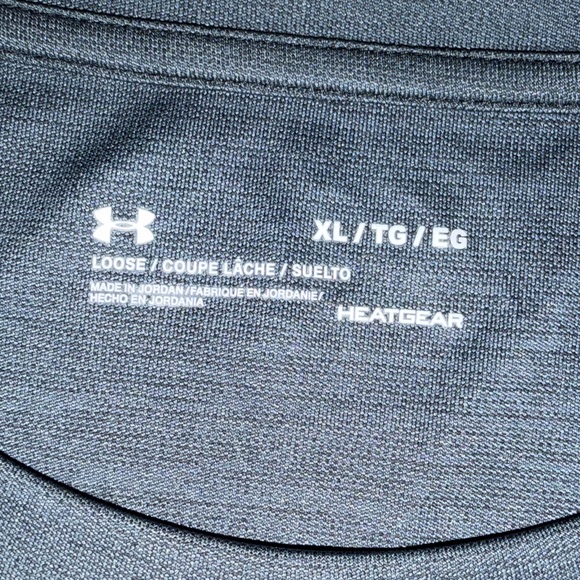 XL / TG / EG
LOOSE / COUPE LÂCHE / SUELTO
MADE IN JORDAN / FABRIQUE EN JORDANIE /
HECHO EN JORDANIA
HEATGEAR